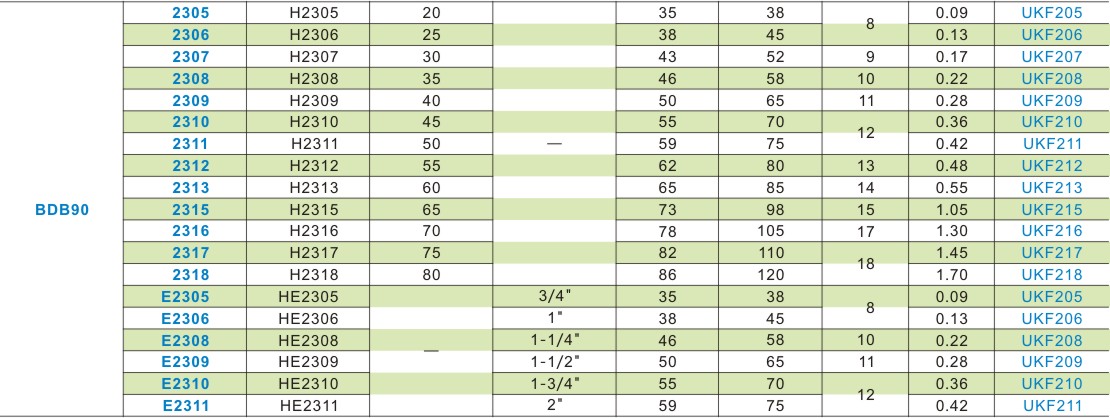 2305 H2305 20 35 38 8 0.09 UKF205
2306 H2306 25 38 45 0.13 UKF206
2307 H2307 30 43 52 9 0.17 UKF207
2308 H2308 35 46 58 10 0.22 UKF208
2309 H2309 40 50 65 11 0.28 UKF209
2310 H2310 45 55 70 12 0.36 UKF210
2311 H2311 50 — 59 75 0.42 UKF211
2312 H2312 55 62 80 13 0.48 UKF212
2313 H2313 60 65 85 14 0.55 UKF213
BDB90 2315 H2315 65 73 98 15 1.05 UKF215
2316 H2316 70 78 105 17 1.30 UKF216
2317 H2317 75 82 110 18 1.45 UKF217
2318 H2318 80 86 120 1.70 UKF218
E2305 HE2305 3/4" 35 38 8 0.09 UKF205
E2306 HE2306 1" 38 45 0.13 UKF206
E2308 HE2308 — 1-1/4" 46 58 10 0.22 UKF208
E2309 HE2309 1-1/2" 50 65 11 0.28 UKF209
E2310 HE2310 1-3/4" 55 70 12 0.36 UKF210
E2311 HE2311 2" 59 75 0.42 UKF211